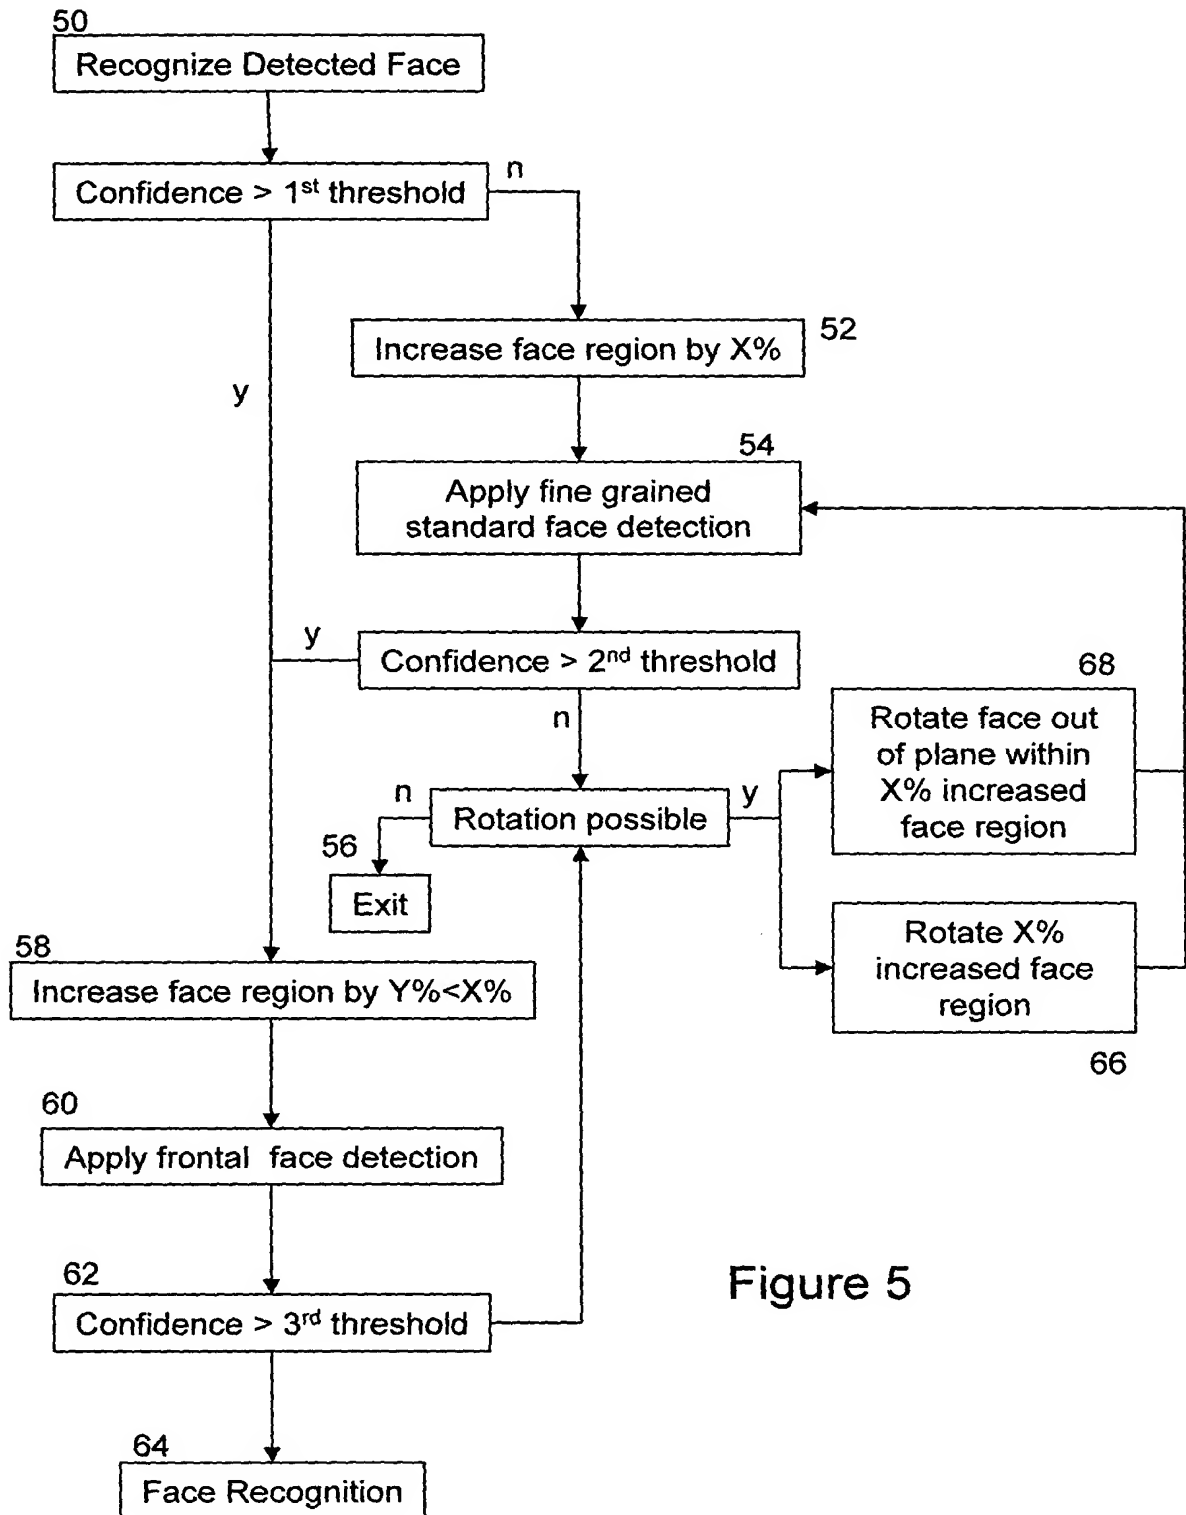 50
Recognize Detected Face
Confidence > 1st threshold
n
y
Increase face region by X%
52
54
Apply fine grained
standard face detection
y
Confidence > 2nd threshold
n
n
Rotation possible
y
56
Exit
68
Rotate face out
of plane within
X% increased
face region
Rotate X%
increased face
region
66
58
Increase face region by Y%<X%
60
Apply frontal face detection
62
Confidence > 3rd threshold
64
Face Recognition
Figure 5